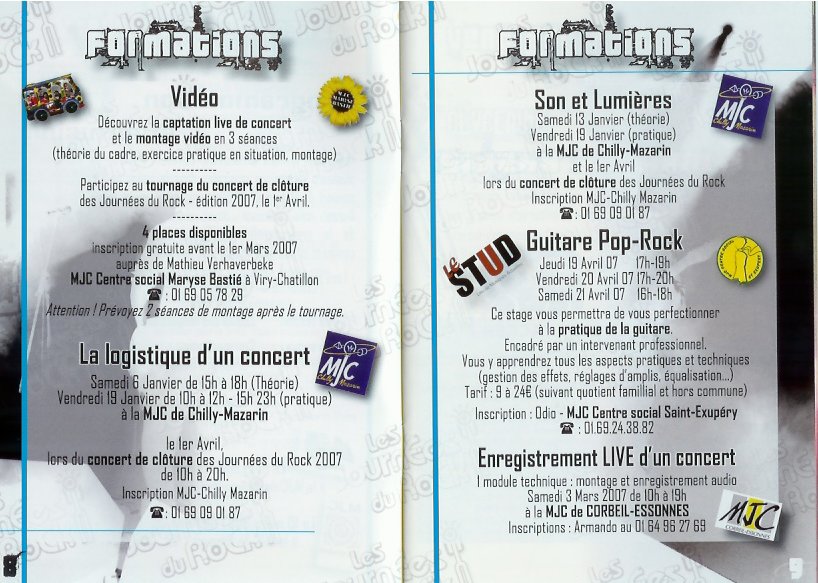 Formations
Vidéo
Découvrez la captation live de concert
et le montage vidéo en 3 séances
(théorie du cadre, exercice pratique en situation, montage)
----------
Participez au tournage du concert de clôture
des Journées du Rock - édition 2007, le 1er Avril.
----------
4 places disponibles
inscription gratuite avant le 1er Mars 2007
auprès de Mathieu Verhaverbeke
MJC Centre social Maryse Bastié à Viry-Chatillon
☎ : 01 69 05 78 29
Attention ! Prévoyez 2 séances de montage après le tournage.
La logistique d'un concert
MJC
Chilly Mazarin
Samedi 6 Janvier de 15h à 18h (Théorie)
Vendredi 19 Janvier de 10h à 12h - 15h 23h (pratique)
à la MJC de Chilly-Mazarin
le 1er Avril,
lors du concert de clôture des Journées du Rock 2007
de 10h à 20h.
Inscription MJC-Chilly Mazarin
☎ : 01 69 09 01 87
8
Formations
Son et Lumières
MJC
Chilly Mazarin
Samedi 13 Janvier (théorie)
Vendredi 19 Janvier (pratique)
à la MJC de Chilly-Mazarin
et le 1er Avril
lors du concert de clôture des Journées du Rock
Inscription MJC-Chilly Mazarin
☎ : 01 69 09 01 87
Le STUD
Guitare Pop-Rock
Jeudi 19 Avril 07 17h-19h
Vendredi 20 Avril 07 17h-20h
Samedi 21 Avril 07 16h-18h
Ce stage vous permettra de vous perfectionner
à la pratique de la guitare.
Encadré par un intervenant professionnel.
Vous y apprendrez tous les aspects pratiques et techniques
(gestion des effets, réglages d'amplis, équalisation...)
Tarif : 9 à 24€ (suivant quotient familial et hors commune)
Inscription : Odio - MJC Centre social Saint-Exupéry
☎ : 01.69.24.38.82
Enregistrement LIVE d'un concert
1 module technique : montage et enregistrement audio
Samedi 3 Mars 2007 de 10h à 19h
à la MJC de CORBEIL-ESSONNES
Inscriptions : Armando au 01 64 96 27 69
MJC
CORBEIL-ESSONNES
9